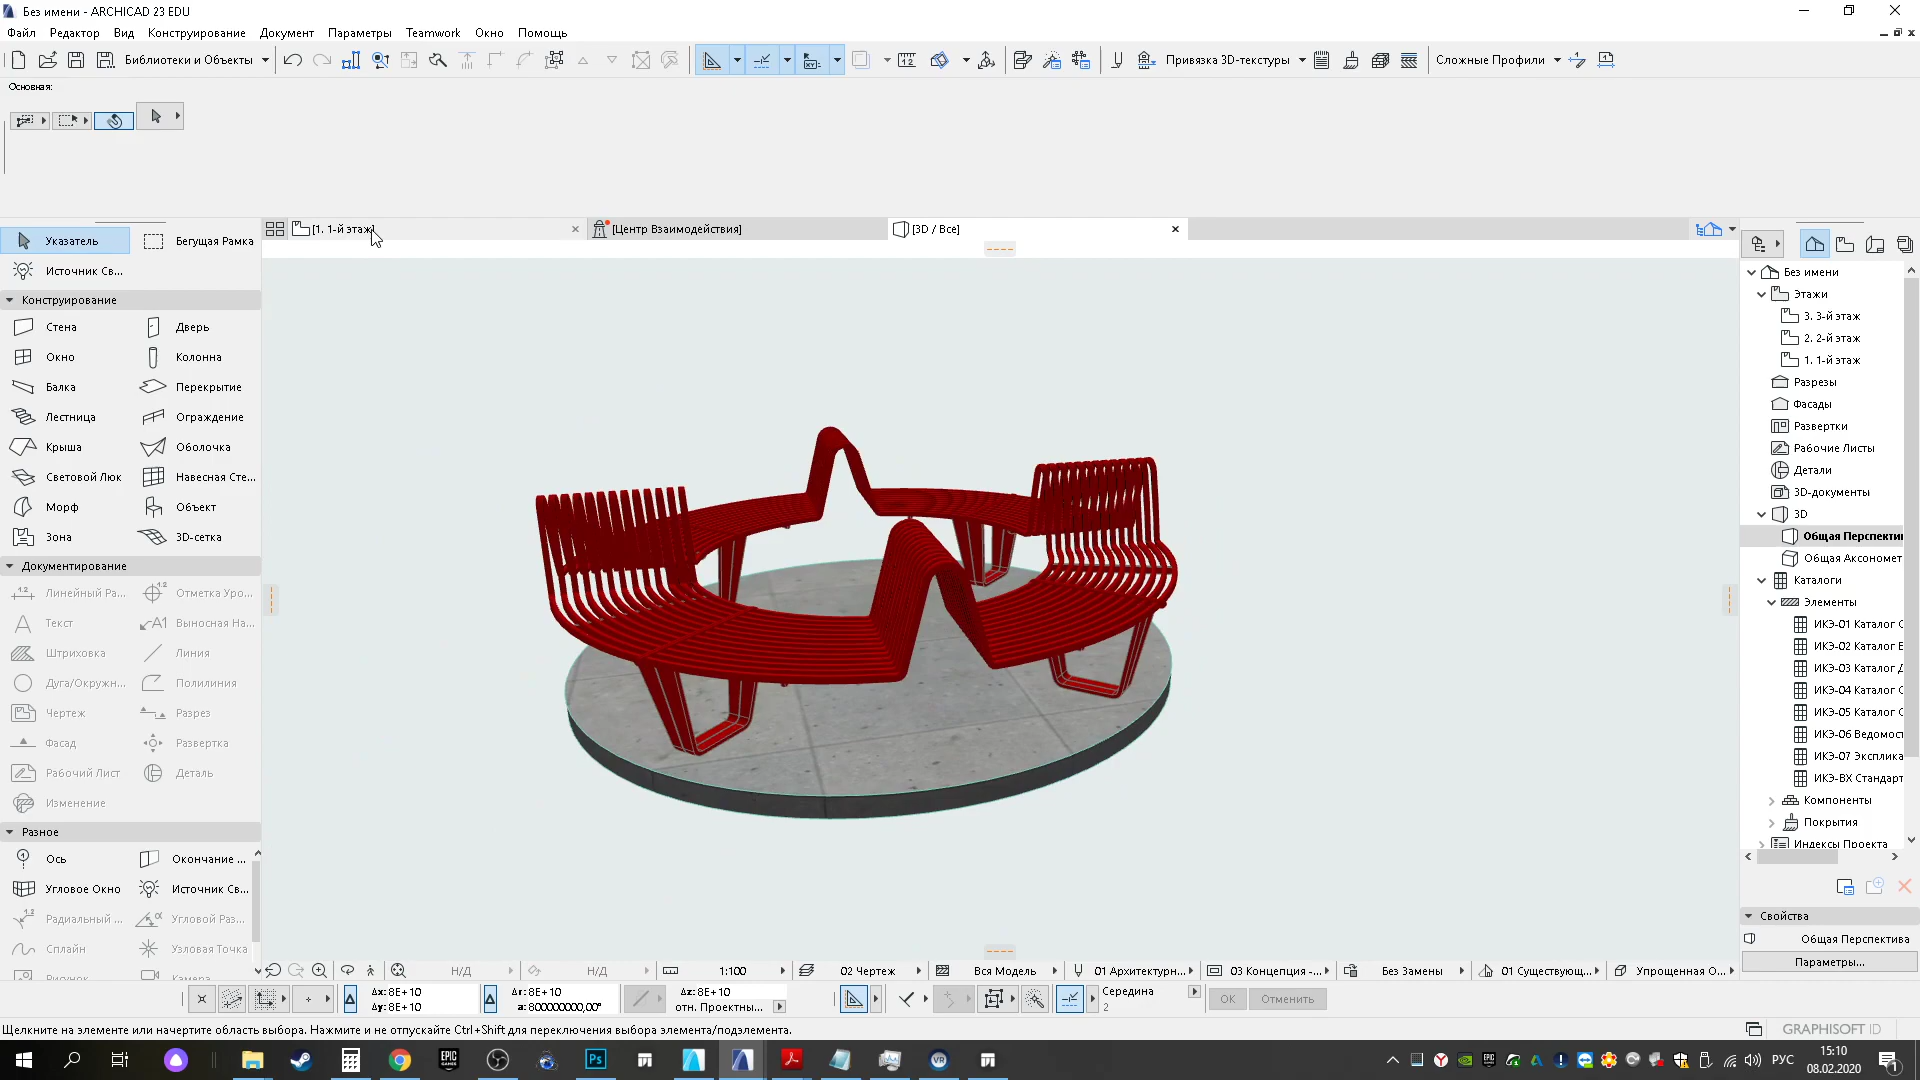 Без имени - ARCHICAD 23 EDU
Файл Редактор Вид Конструирование Документ Параметры Teamwork Окно Помощь
Библиотеки и Объекты
Привязка 3D-текстуры
Сложные Профили
Основная:
[1. 1-й этаж]
[Центр Взаимодействия]
[3D / Все]
Указатель
Бегущая Рамка
Источник Св...
Конструирование
Стена
Дверь
Окно
Колонна
Балка
Перекрытие
Лестница
Ограждение
Крыша
Оболочка
Световой Люк
Навесная Сте...
Морф
Объект
Зона
3D-сетка
Документирование
Линейный Ра...
Отметка Уро...
Текст
Выносная На...
Штриховка
Линия
Дуга/Окружн...
Полилиния
Чертеж
Разрез
Фасад
Развертка
Рабочий Лист
Деталь
Изменение
Разное
Ось
Окончание ...
Угловое Окно
Источник Св...
Радиальный ...
Угловой Раз...
Сплайн
Узловая Точка
Рисунок
Камера
Без имени
Этажи
3. 3-й этаж
2. 2-й этаж
1. 1-й этаж
Разрезы
Фасады
Развертки
Рабочие Листы
Детали
3D-документы
3D
Общая Перспектив
Общая Аксономет
Каталоги
Элементы
ИКЭ-01 Каталог С
ИКЭ-02 Каталог Е
ИКЭ-03 Каталог Д
ИКЭ-04 Каталог С
ИКЭ-05 Каталог С
ИКЭ-06 Ведомост
ИКЭ-07 Эксплика
ИКЭ-ВХ Стандарт
Компоненты
Покрытия
Индексы Проекта
Свойства
Общая Перспектива
Параметры...
Н/Д
Н/Д
1:100
02 Чертеж
Вся Модель
01 Архитектурн...
03 Концепция -...
Без Замены
01 Существующ...
Упрощенная О...
Δx: 8E+10
Δy: 8E+10
Δr: 8E+10
a: 800000000,00°
Δz: 8E+10
отн. Проектны...
Середина
2
OK
Отменить
Щелкните на элементе или начертите область выбора. Нажмите и не отпускайте Ctrl+Shift для переключения выбора элемента/подэлемента.
GRAPHISOFT ID
EPIC GAMES
Ps
VR
РУС
15:10
08.02.2020
1